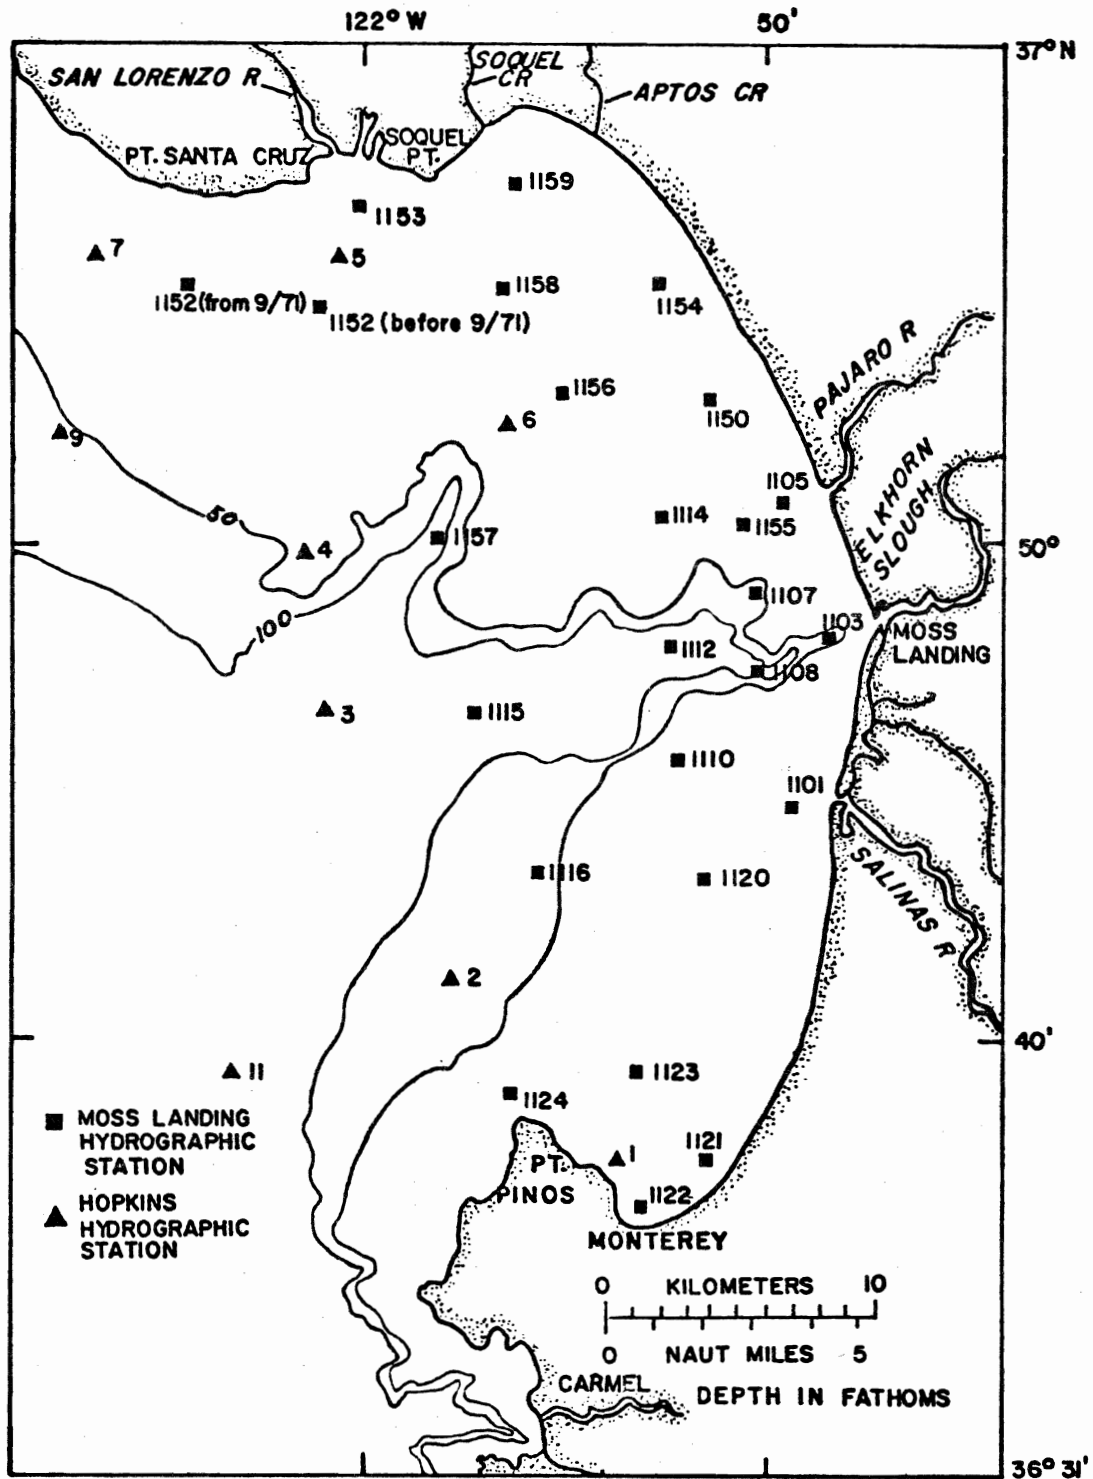 122° W
50'
37° N
SAN LORENZO R
SOQUEL
CR
APTOS CR
PT. SANTA CRUZ
SOQUEL
PT.
1159
1153
7
5
1152 (from 9/71)
1152 (before 9/71)
1158
1154
PAJARO R
1156
6
1150
9
ELKHORN
SLOUGH
1105
50
1114
1155
4
1157
50°
100
1107
1103
MOSS
LANDING
1112
1108
3
1115
1110
1101
1116
1120
SALINAS R
2
40'
11
1123
1124
MOSS LANDING
HYDROGRAPHIC
STATION
1
1121
PT.
PINOS
1122
HOPKINS
HYDROGRAPHIC
STATION
MONTEREY
0 KILOMETERS 10
0 NAUT MILES 5
CARMEL
DEPTH IN FATHOMS
36° 31'